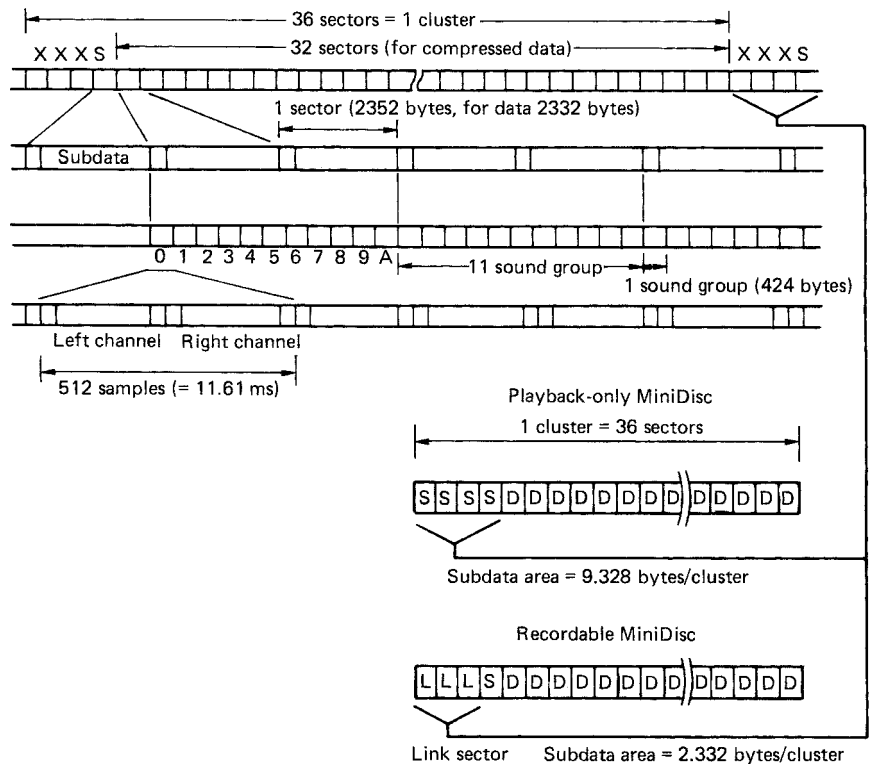 36 sectors = 1 cluster
X X X S
32 sectors (for compressed data)
X X X S
1 sector (2352 bytes, for data 2332 bytes)
Subdata
0 1 2 3 4 5 6 7 8 9 A
11 sound group
1 sound group (424 bytes)
Left channel Right channel
512 samples (= 11.61 ms)
Playback-only MiniDisc
1 cluster = 36 sectors
S S S S D D D D D D D D D D D D D
Subdata area = 9.328 bytes/cluster
Recordable MiniDisc
L L L S D D D D D D D D D D D D D
Link sector Subdata area = 2.332 bytes/cluster